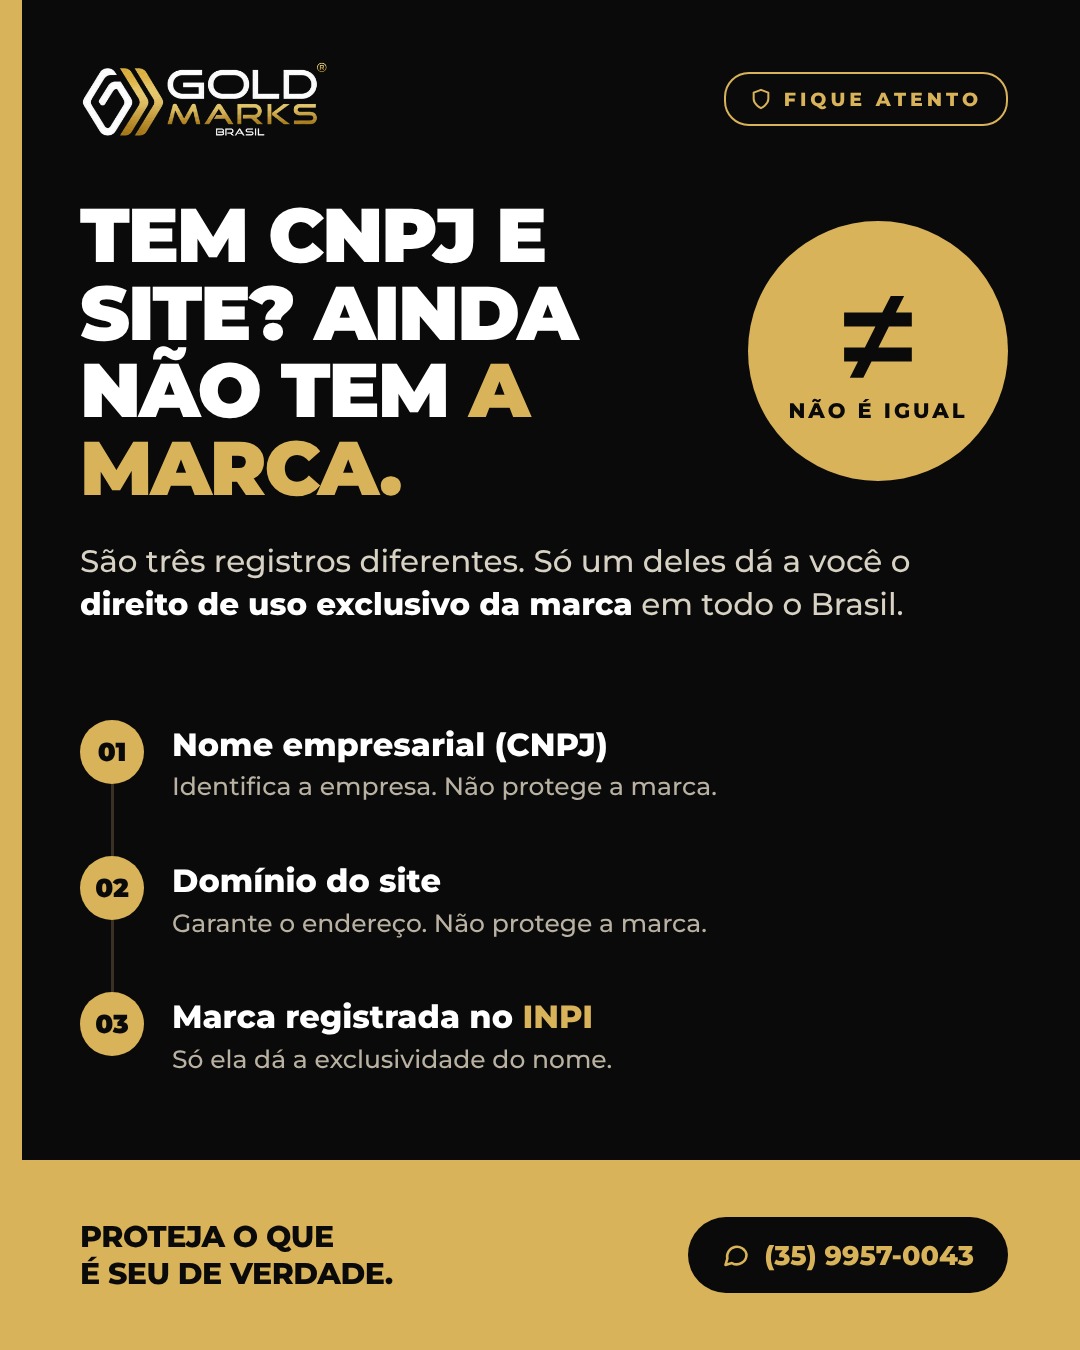 GOLD®
MARKS
BRASIL
FIQUE ATENTO
TEM CNPJ E
SITE? AINDA
NÃO TEM A
MARCA.
≠
NÃO É IGUAL
São três registros diferentes. Só um deles dá a você o
direito de uso exclusivo da marca em todo o Brasil.
01
Nome empresarial (CNPJ)
Identifica a empresa. Não protege a marca.
02
Domínio do site
Garante o endereço. Não protege a marca.
03
Marca registrada no INPI
Só ela dá a exclusividade do nome.
PROTEJA O QUE
É SEU DE VERDADE.
(35) 9957-0043